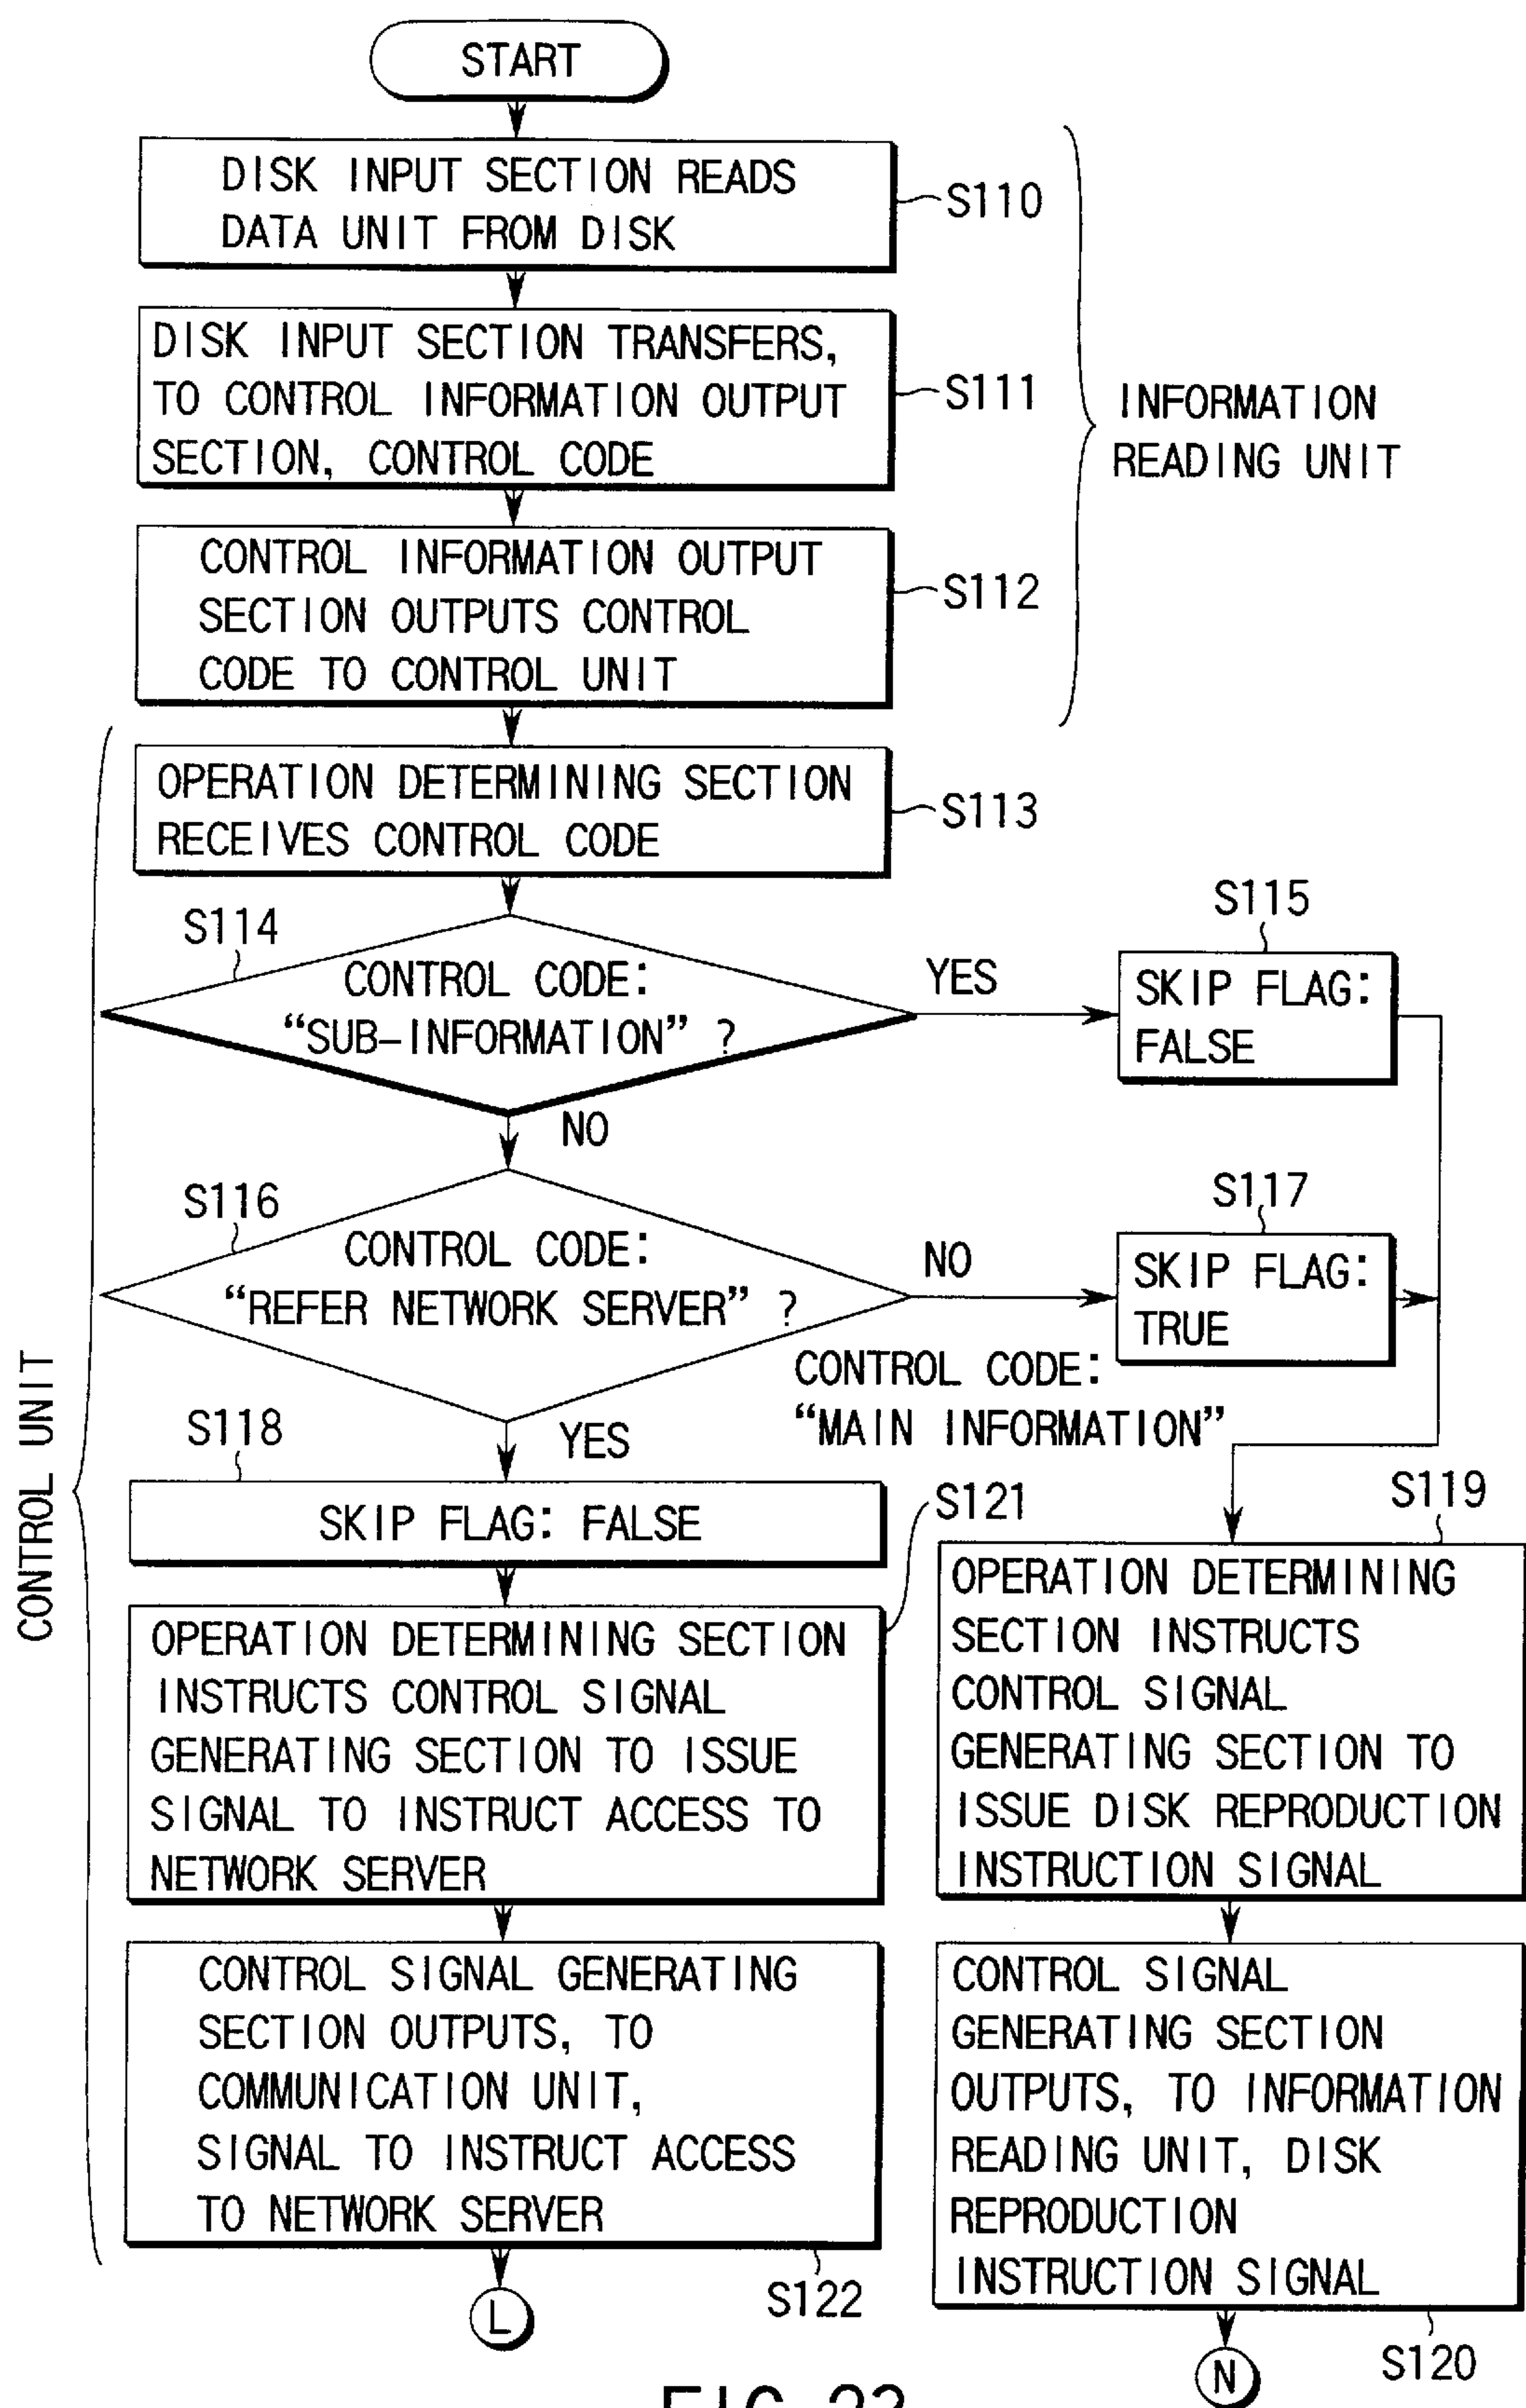 START
DISK INPUT SECTION READS
DATA UNIT FROM DISK
S110
DISK INPUT SECTION TRANSFERS,
TO CONTROL INFORMATION OUTPUT
SECTION, CONTROL CODE
S111
INFORMATION
READING UNIT
CONTROL INFORMATION OUTPUT
SECTION OUTPUTS CONTROL
CODE TO CONTROL UNIT
S112
OPERATION DETERMINING SECTION
RECEIVES CONTROL CODE
S113
S114
CONTROL CODE:
“SUB-INFORMATION” ?
YES
S115
SKIP FLAG:
FALSE
NO
S116
CONTROL CODE:
“REFER NETWORK SERVER” ?
NO
S117
SKIP FLAG:
TRUE
CONTROL CODE:
“MAIN INFORMATION”
YES
CONTROL UNIT
S118
SKIP FLAG: FALSE
S121
OPERATION DETERMINING SECTION
INSTRUCTS CONTROL SIGNAL
GENERATING SECTION TO ISSUE
SIGNAL TO INSTRUCT ACCESS TO
NETWORK SERVER
S119
OPERATION DETERMINING
SECTION INSTRUCTS
CONTROL SIGNAL
GENERATING SECTION TO
ISSUE DISK REPRODUCTION
INSTRUCTION SIGNAL
CONTROL SIGNAL GENERATING
SECTION OUTPUTS, TO
COMMUNICATION UNIT,
SIGNAL TO INSTRUCT ACCESS
TO NETWORK SERVER
S122
L
CONTROL SIGNAL
GENERATING SECTION
OUTPUTS, TO INFORMATION
READING UNIT, DISK
REPRODUCTION
INSTRUCTION SIGNAL
S120
N